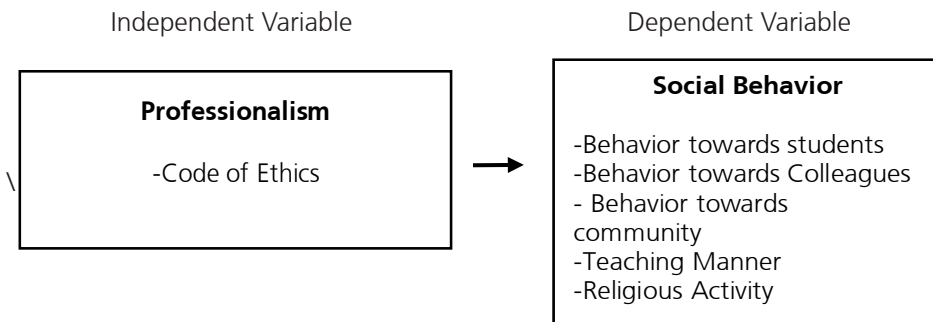 Independent Variable
Dependent Variable
Professionalism
-Code of Ethics
\
Social Behavior
-Behavior towards students
-Behavior towards Colleagues
- Behavior towards
community
-Teaching Manner
-Religious Activity